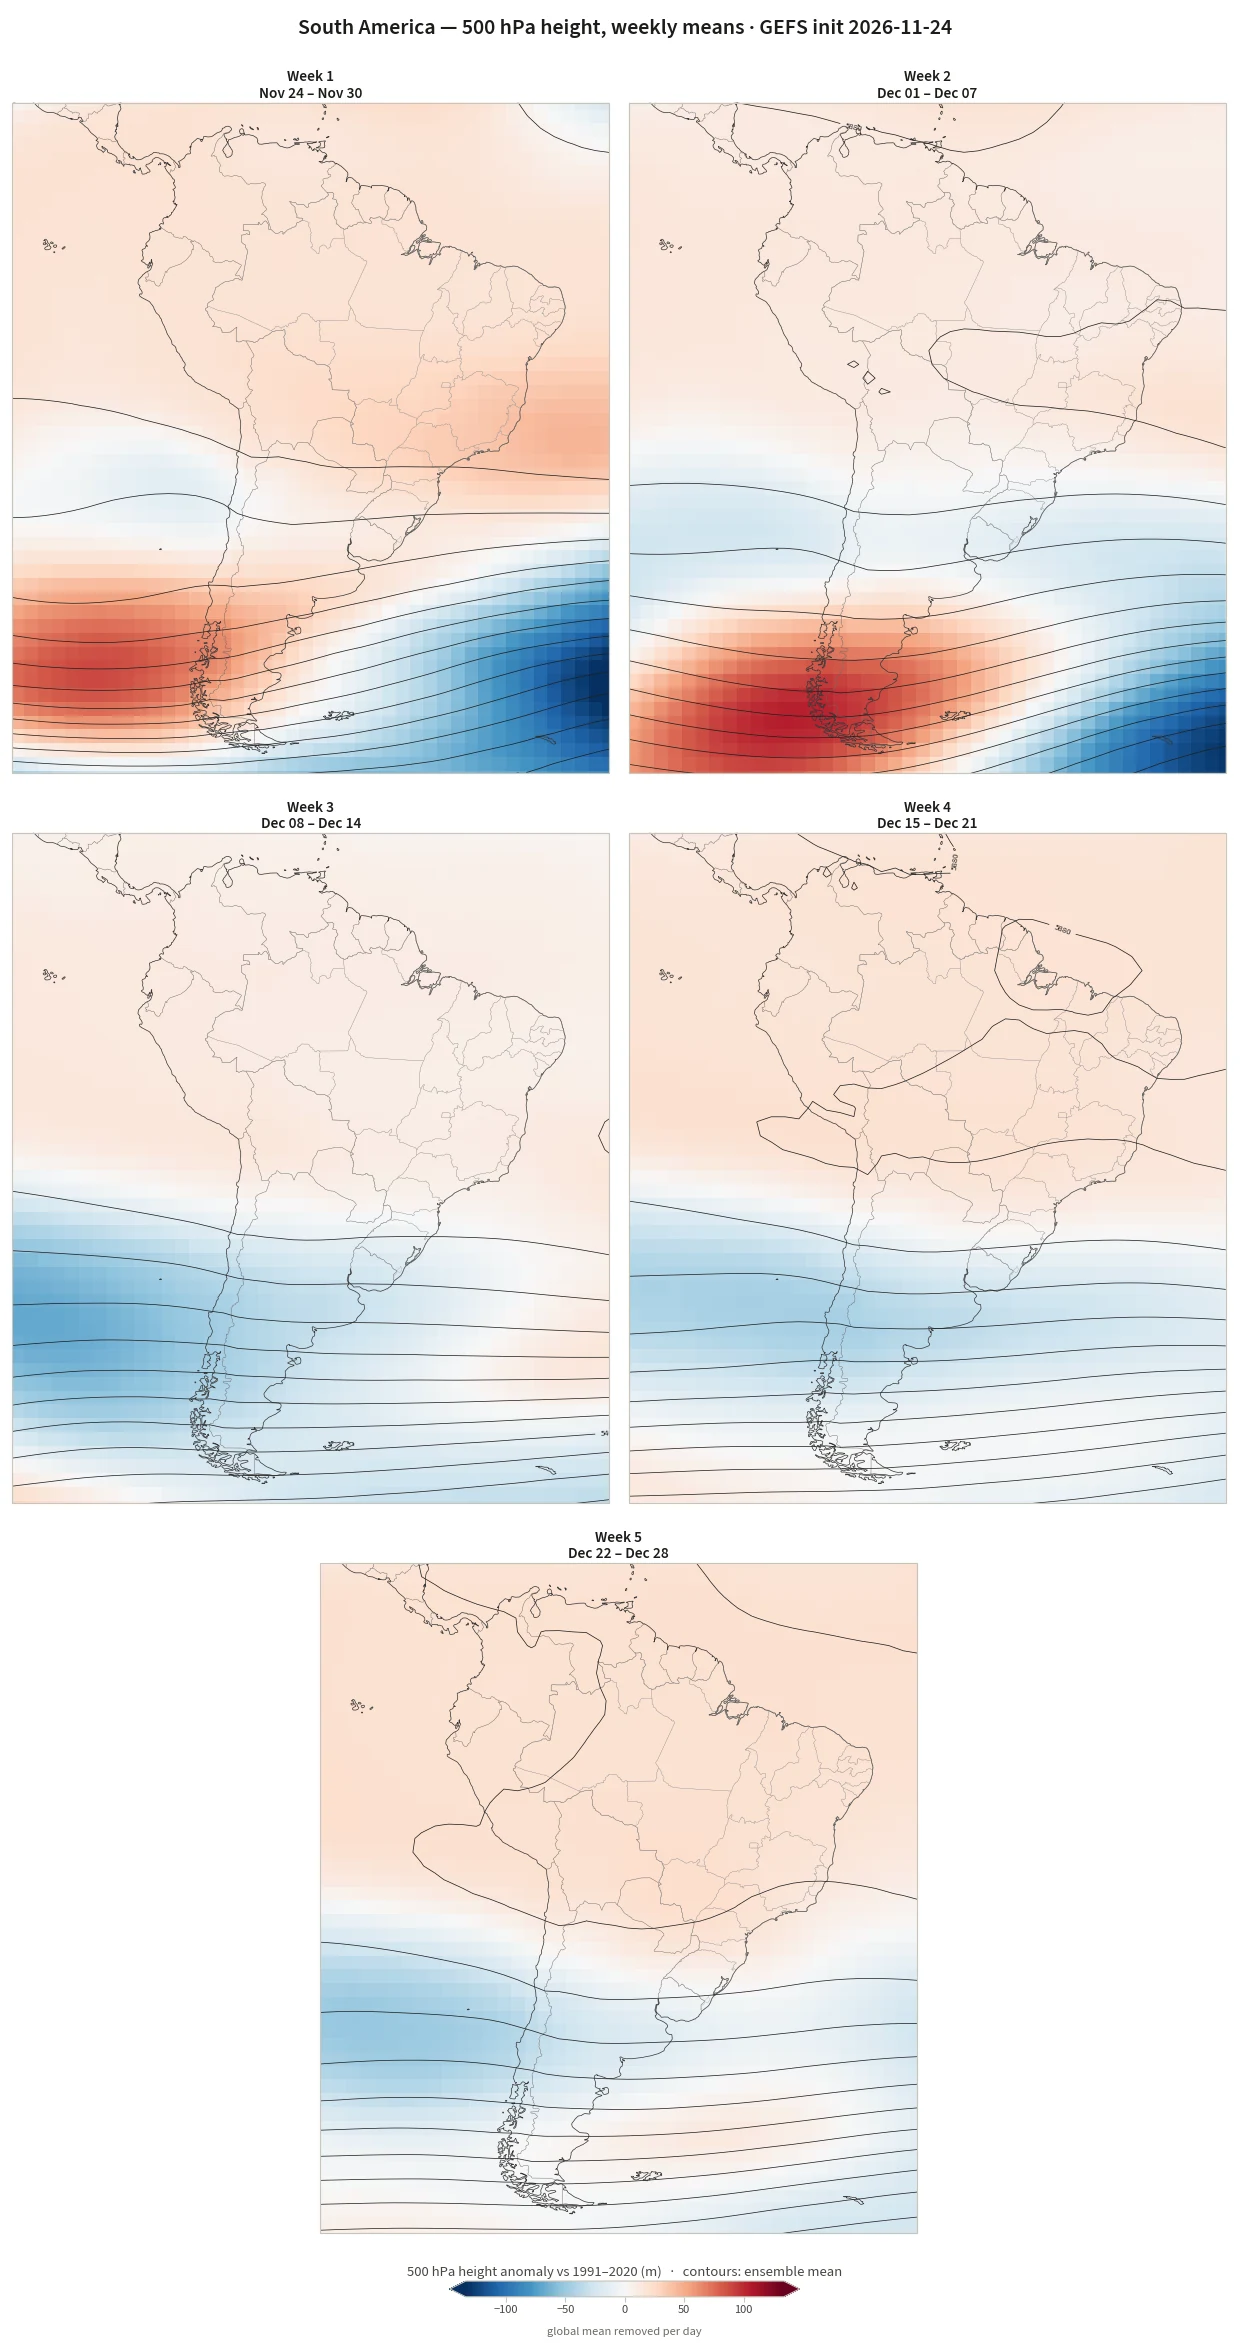 South America — 500 hPa height, weekly means · GEFS init 2026-11-24
Week 1
Nov 24 – Nov 30
Week 2
Dec 01 – Dec 07
Week 3
Dec 08 – Dec 14
Week 4
Dec 15 – Dec 21
5880
5880
Week 5
Dec 22 – Dec 28
500 hPa height anomaly vs 1991–2020 (m) · contours: ensemble mean
−100 −50 0 50 100
global mean removed per day